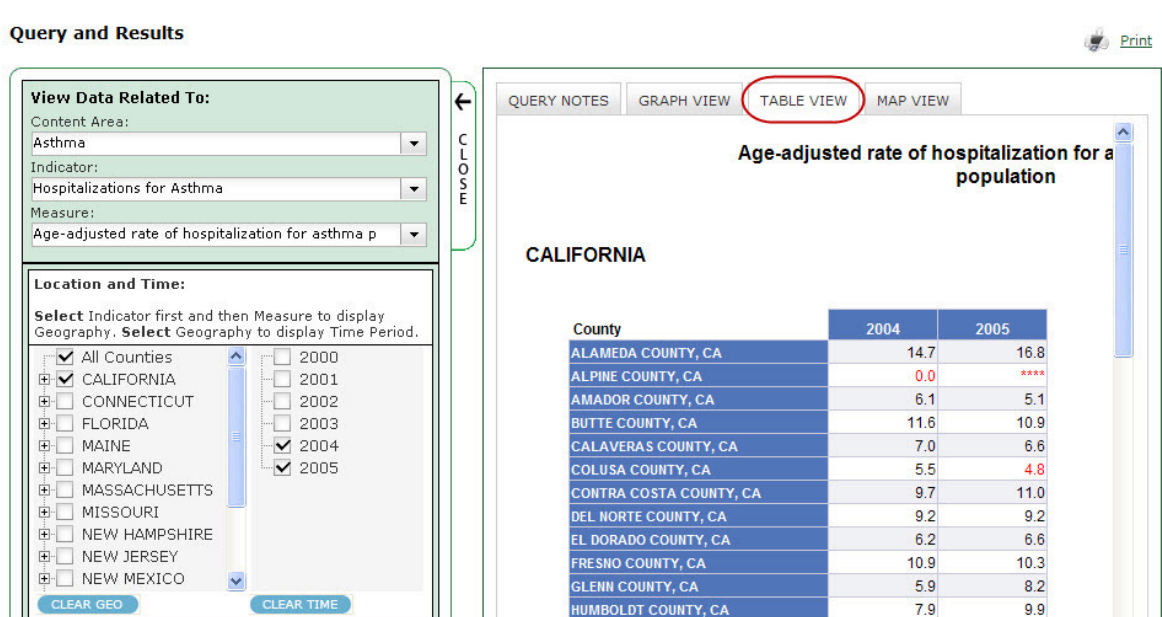 Query and Results
Print
View Data Related To:
Content Area:
Asthma
Indicator:
Hospitalizations for Asthma
Measure:
Age-adjusted rate of hospitalization for asthma p
C
L
O
S
E
Location and Time:
Select Indicator first and then Measure to display
Geography. Select Geography to display Time Period.
All Counties
CALIFORNIA
CONNECTICUT
FLORIDA
MAINE
MARYLAND
MASSACHUSETTS
MISSOURI
NEW HAMPSHIRE
NEW JERSEY
NEW MEXICO
2000
2001
2002
2003
2004
2005
CLEAR GEO CLEAR TIME
QUERY NOTES GRAPH VIEW TABLE VIEW MAP VIEW
Age-adjusted rate of hospitalization for a
population
CALIFORNIA
County 2004 2005
ALAMEDA COUNTY, CA 14.7 16.8
ALPINE COUNTY, CA 0.0 ****
AMADOR COUNTY, CA 6.1 5.1
BUTTE COUNTY, CA 11.6 10.9
CALAVERAS COUNTY, CA 7.0 6.6
COLUSA COUNTY, CA 5.5 4.8
CONTRA COSTA COUNTY, CA 9.7 11.0
DEL NORTE COUNTY, CA 9.2 9.2
EL DORADO COUNTY, CA 6.2 6.6
FRESNO COUNTY, CA 10.9 10.3
GLENN COUNTY, CA 5.9 8.2
HUMBOLDT COUNTY, CA 7.9 9.9